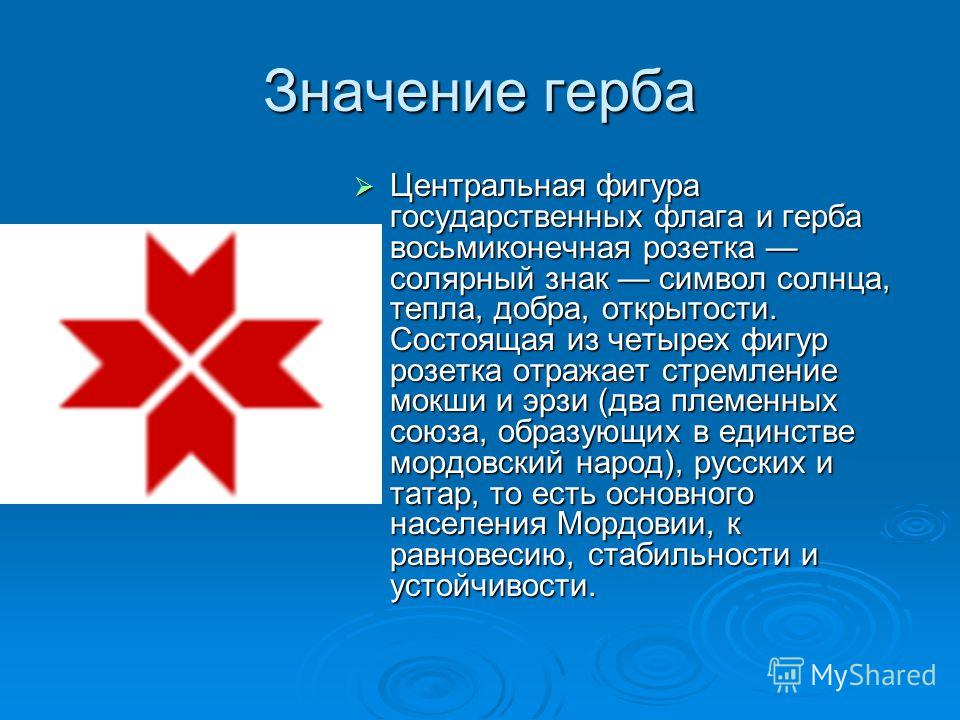 Значение герба
Центральная фигура
государственных флага и герба
восьмиконечная розетка —
солярный знак — символ солнца,
тепла, добра, открытости.
Состоящая из четырех фигур
розетка отражает стремление
мокши и эрзи (два племенных
союза, образующих в единстве
мордовский народ), русских и
татар, то есть основного
населения Мордовии, к
равновесию, стабильности и
устойчивости.
MyShared